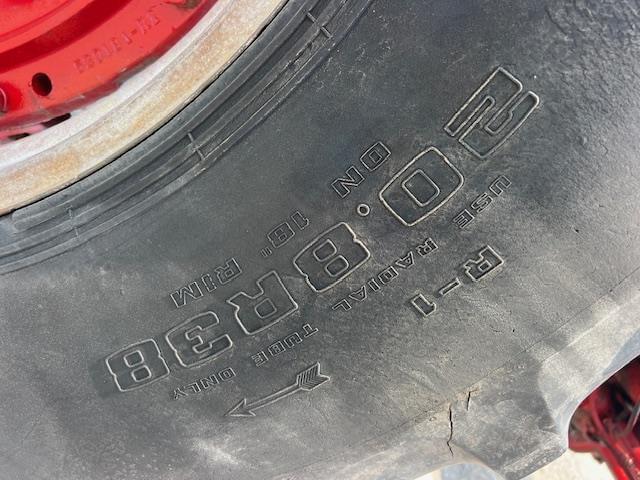 R-1
USE RADIAL TUBE ONLY
20.8R38
ON 18" RIM